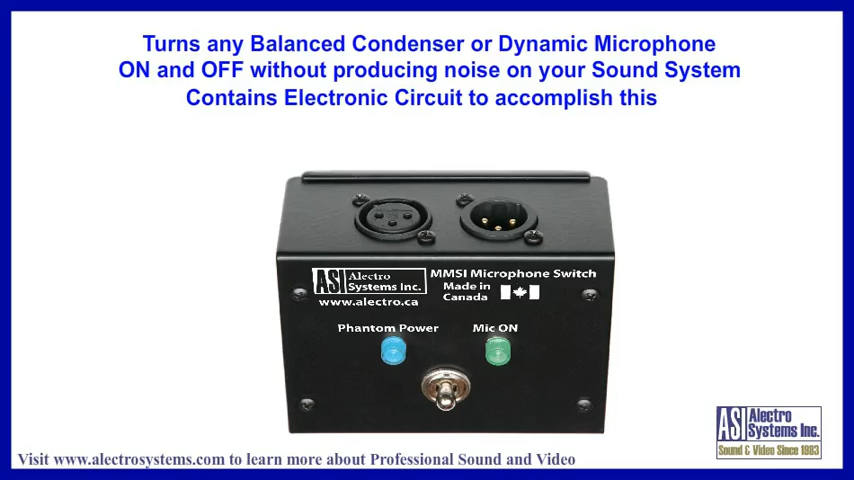 Turns any Balanced Condenser or Dynamic Microphone
ON and OFF without producing noise on your Sound System
Contains Electronic Circuit to accomplish this
ASI Alectro Systems Inc.
www.alectro.ca
MMSI Microphone Switch
Made in
Canada
Phantom Power
Mic ON
ASI Alectro
Systems Inc.
Sound & Video Since 1983
Visit www.alectrosystems.com to learn more about Professional Sound and Video